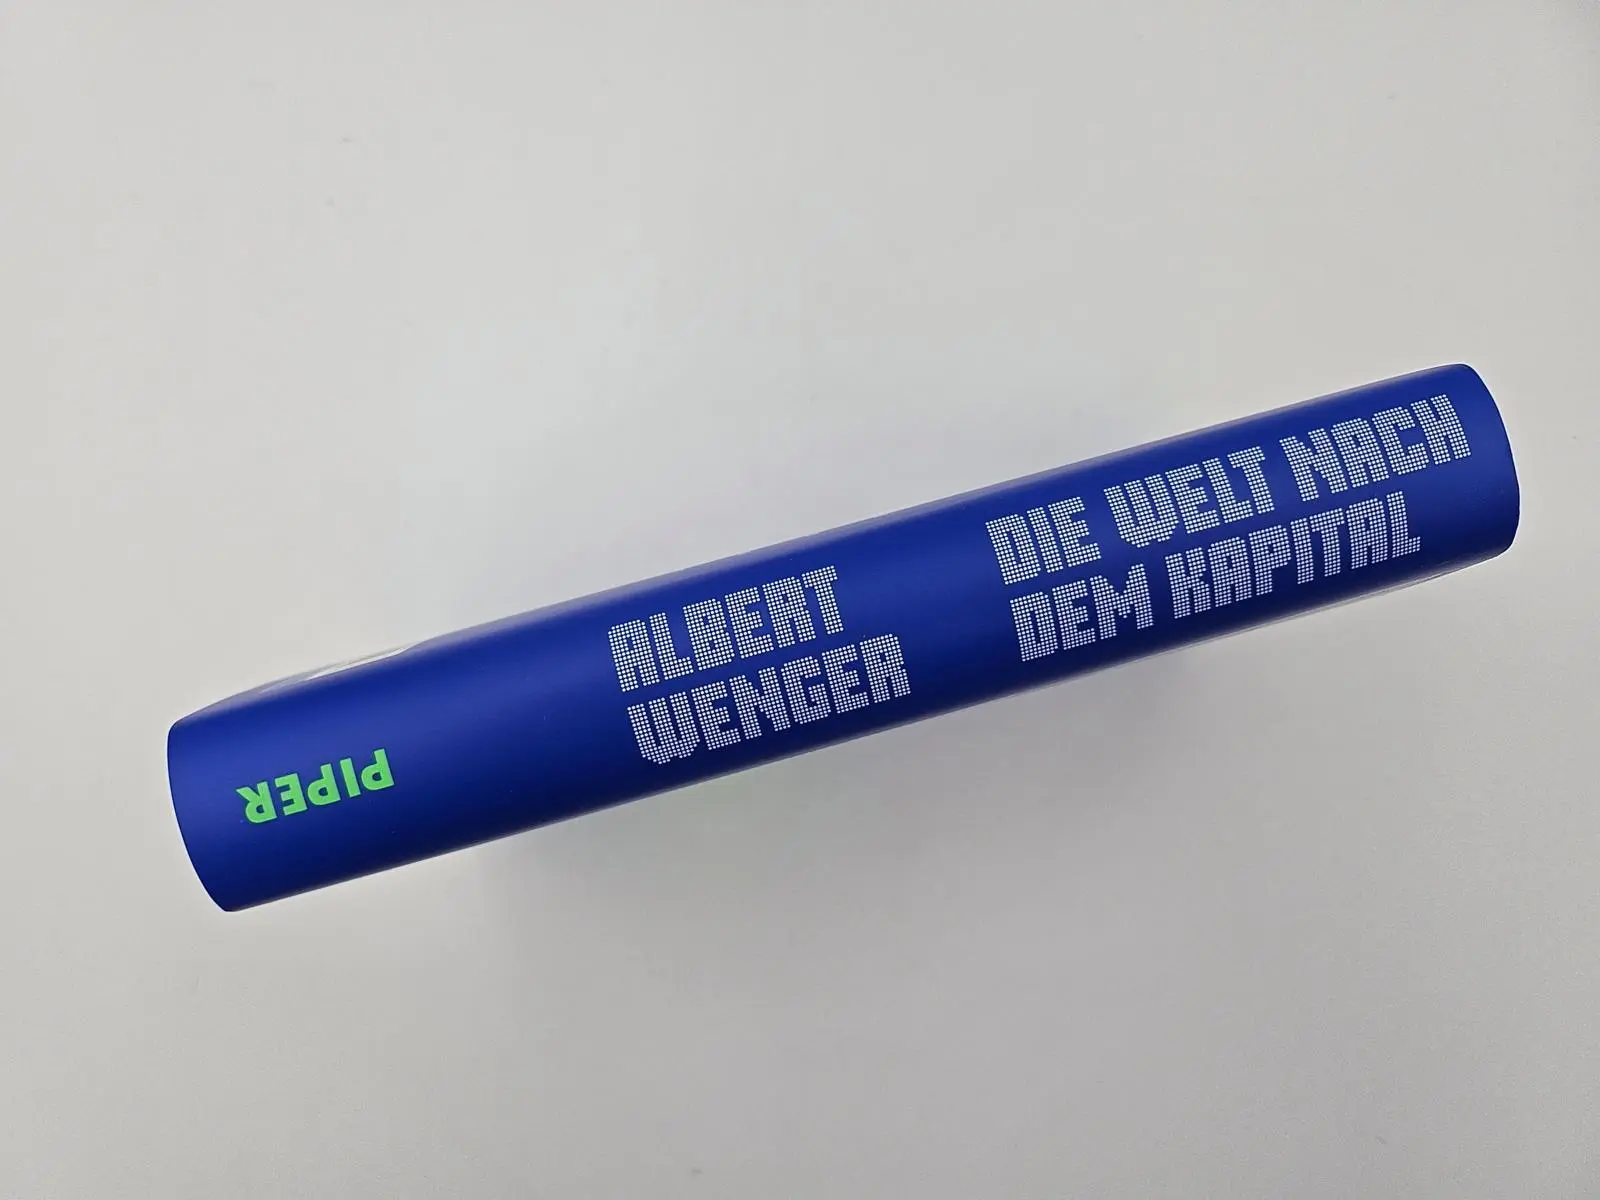 ALBERT
WENGER
DIE WELT NACH
DEM KAPITAL
PIPER